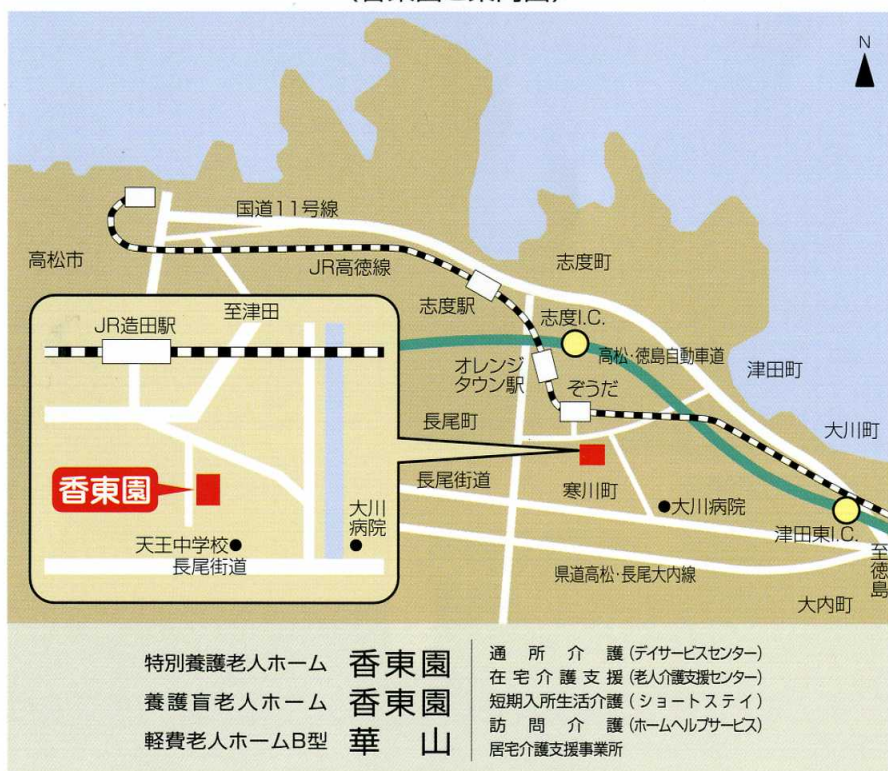 (香東園ご案内図)
N
国道11号線
高松市
JR高徳線
志度町
志度駅
志度I.C.
至津田
JR造田駅
高松・徳島自動車道
オレンジ
タウン駅
ぞうだ
津田町
長尾町
大川町
香東園
長尾街道
寒川町
大川病院
大川
病院
天王中学校
長尾街道
津田東I.C.
至徳島
県道高松・長尾大内線
大内町
特別養護老人ホーム 香東園
養護盲老人ホーム 香東園
軽費老人ホームB型 華山
通所介護(デイサービスセンター)
在宅介護支援(老人介護支援センター)
短期入所生活介護(ショートステイ)
訪問介護(ホームヘルプサービス)
居宅介護支援事業所